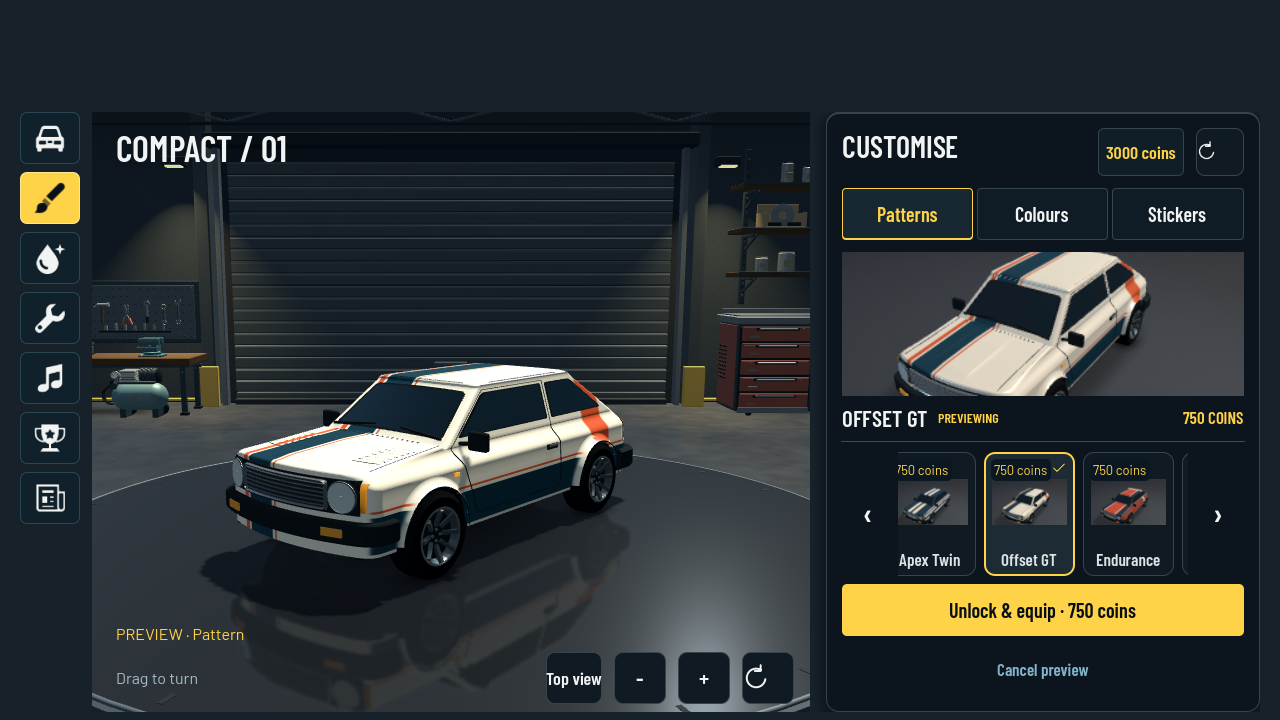 COMPACT / 01
CUSTOMISE
3000 coins
Patterns
Colours
Stickers
OFFSET GT
PREVIEWING
750 COINS
750 coins
750 coins
750 coins
Apex Twin
Offset GT
Endurance
Unlock & equip · 750 coins
Cancel preview
PREVIEW · Pattern
Drag to turn
Top view
-
+